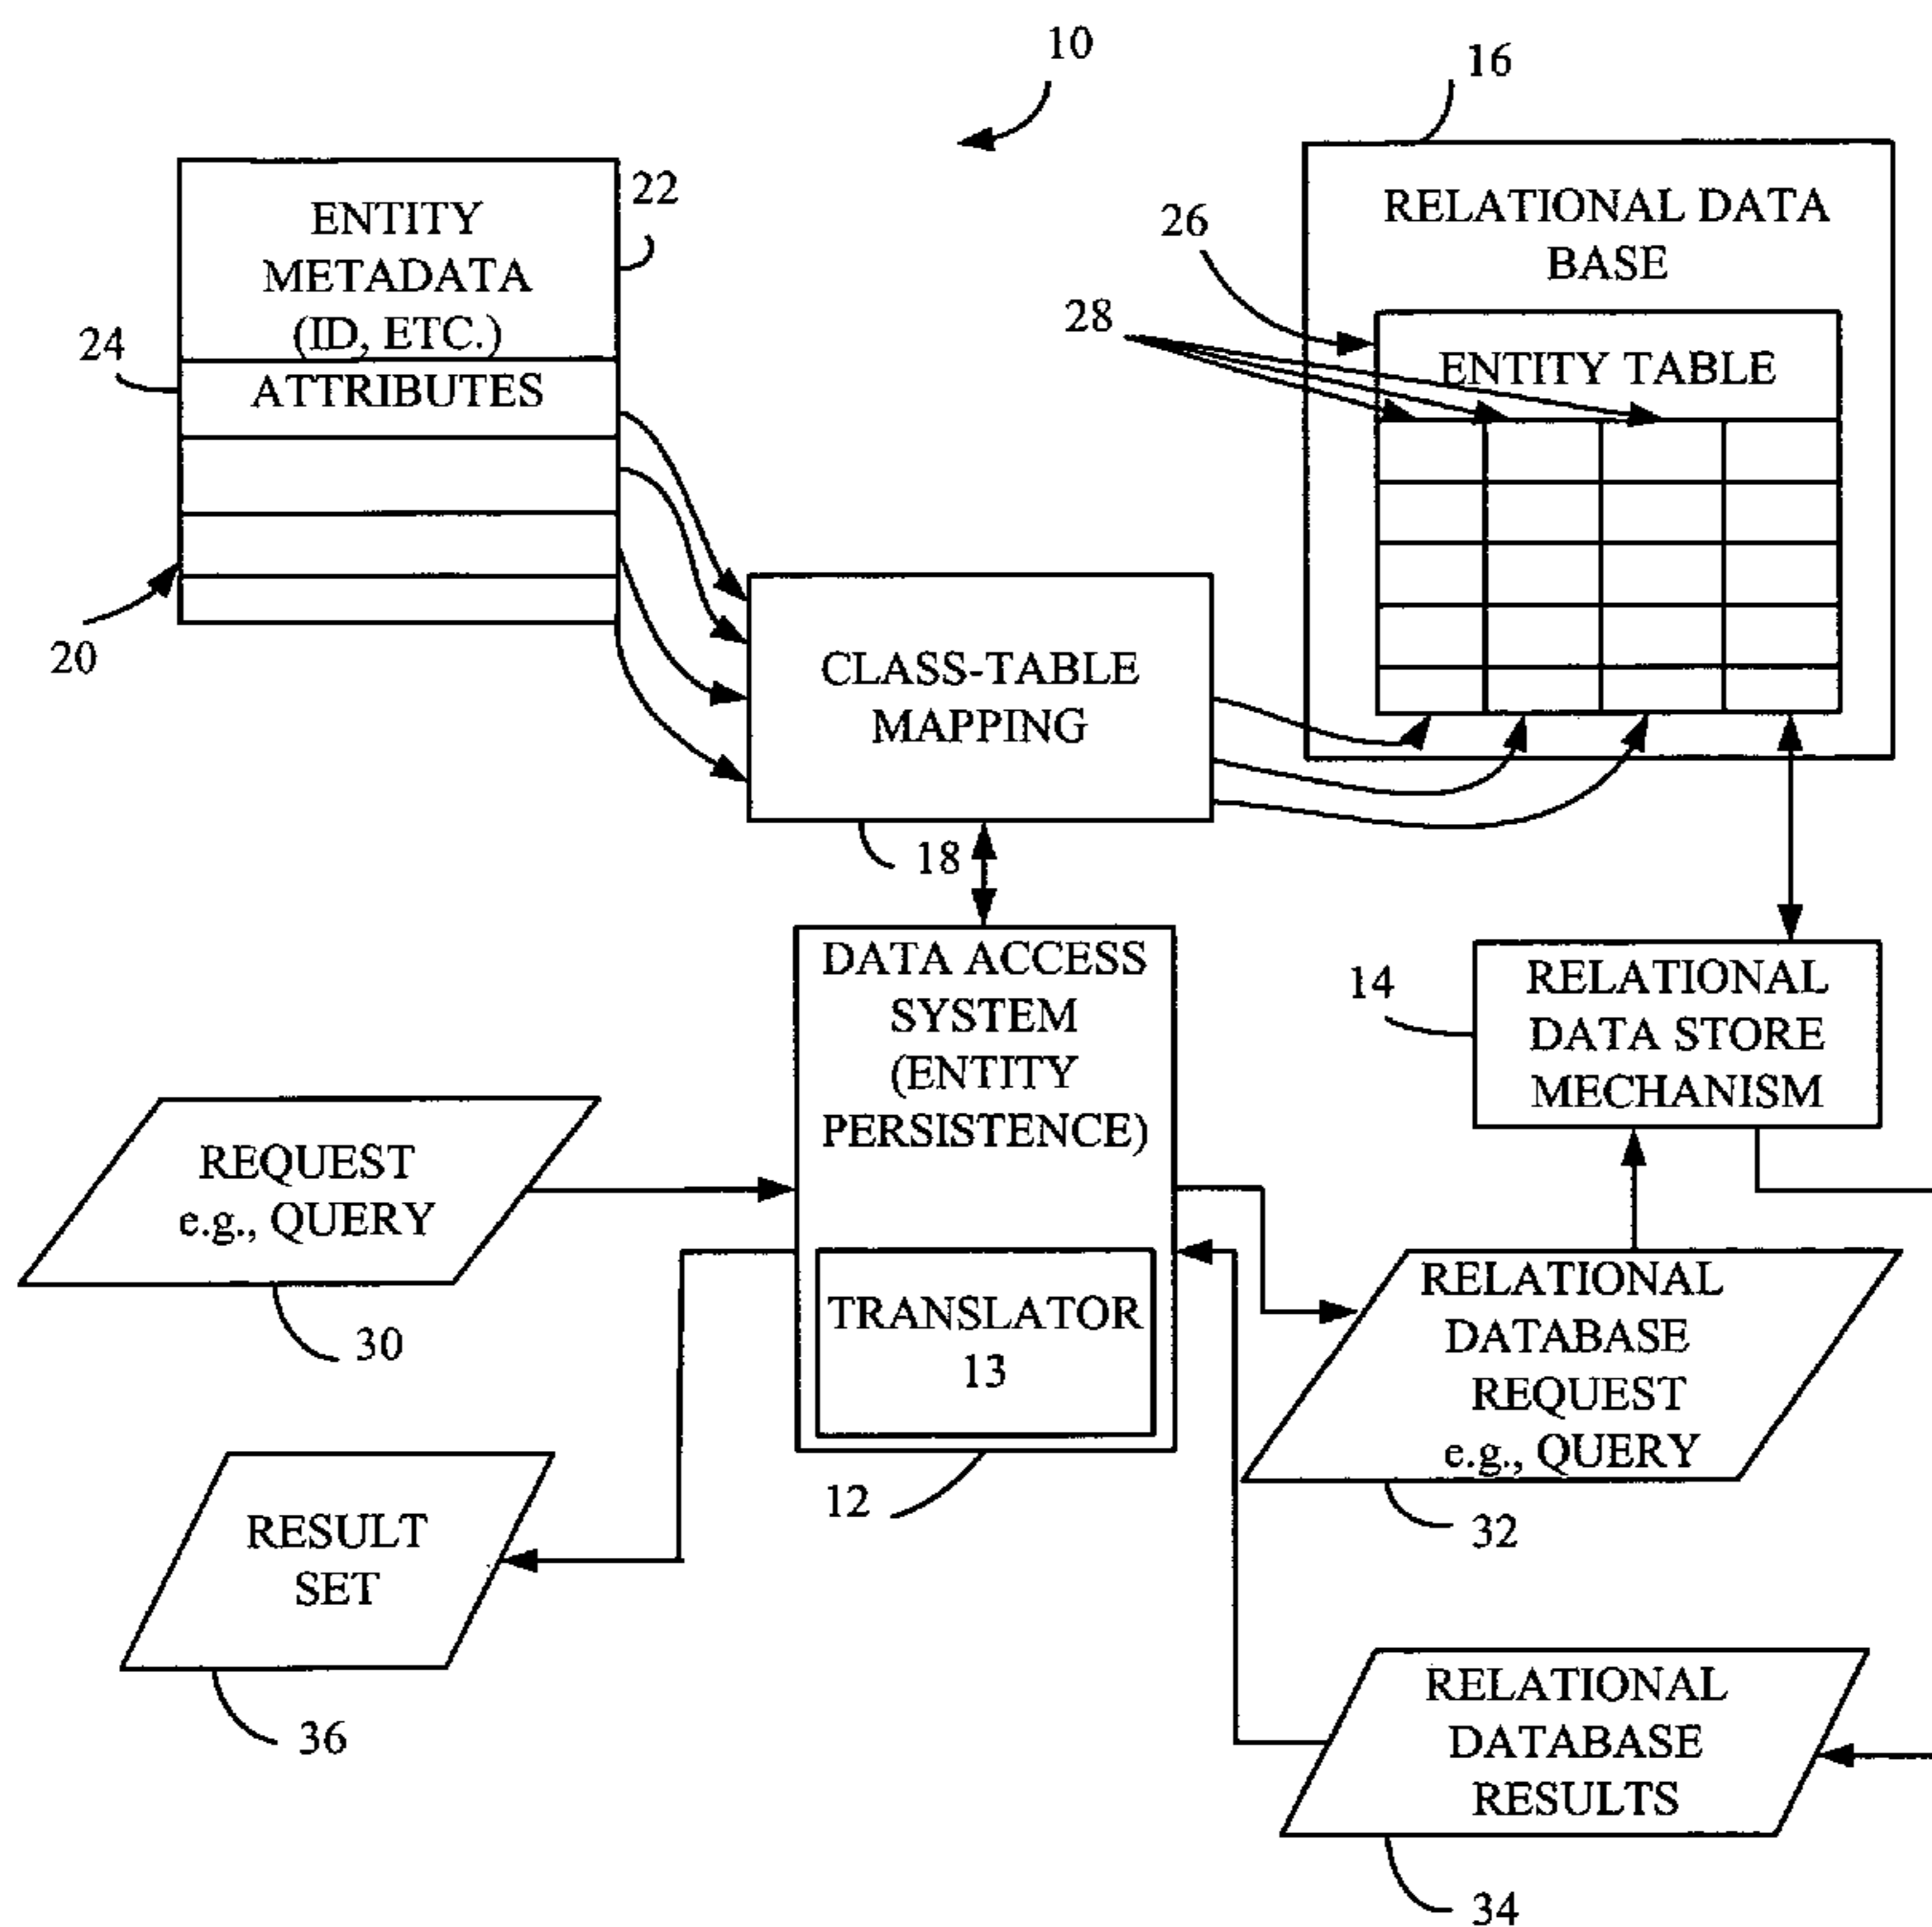 10
16
22
ENTITY
METADATA
(ID, ETC.)
24
ATTRIBUTES
20
RELATIONAL DATA
BASE
26
28
ENTITY TABLE
CLASS-TABLE
MAPPING
18
DATA ACCESS
SYSTEM
(ENTITY
PERSISTENCE)
14
RELATIONAL
DATA STORE
MECHANISM
REQUEST
e.g., QUERY
30
TRANSLATOR
13
12
RELATIONAL
DATABASE
REQUEST
e.g., QUERY
32
RESULT
SET
36
RELATIONAL
DATABASE
RESULTS
34